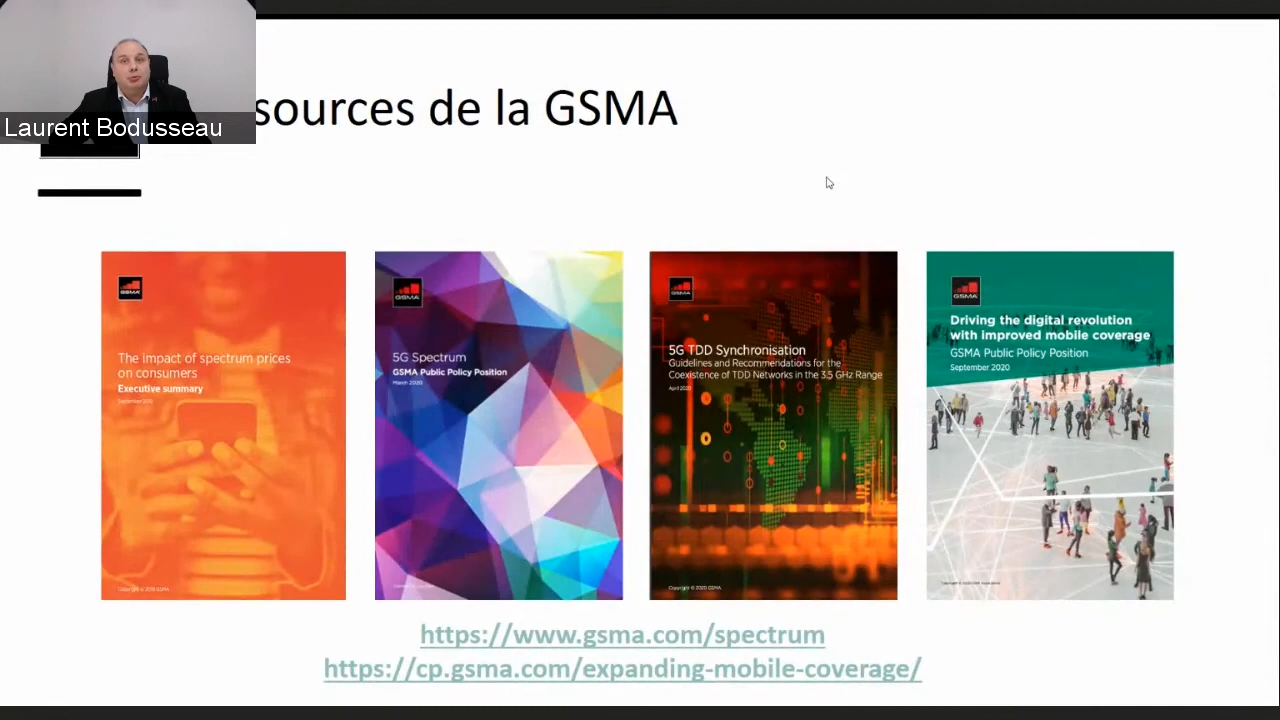 Laurent Bodusseau
sources de la GSMA
GSMA
The impact of spectrum prices
on consumers
Executive summary
GSMA
5G Spectrum
GSMA Public Policy Position
March 2020
GSMA
5G TDD Synchronisation
Guidelines and Recommendations for the
Coexistence of TDD Networks in the 3.5 GHz Range
April 2020
Copyright © 2020 GSMA
GSMA
Driving the digital revolution
with improved mobile coverage
GSMA Public Policy Position
September 2020
https://www.gsma.com/spectrum
https://cp.gsma.com/expanding-mobile-coverage/